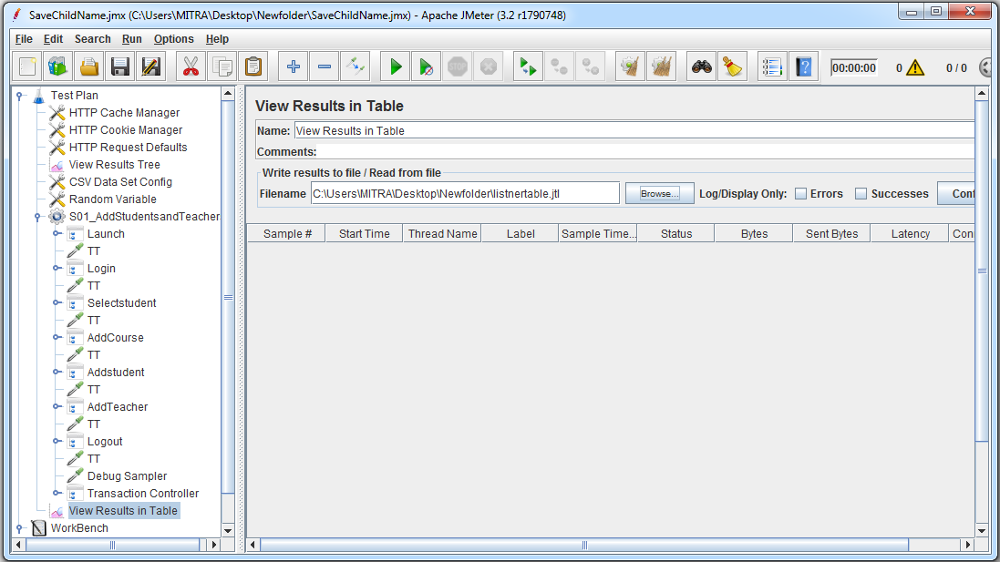 SaveChildName.jmx (C:\Users\MITRA\Desktop\Newfolder\SaveChildName.jmx) - Apache JMeter (3.2 r1790748)
File Edit Search Run Options Help
STOP 00:00:00 0 0 / 0
Test Plan
HTTP Cache Manager
HTTP Cookie Manager
HTTP Request Defaults
View Results Tree
CSV Data Set Config
Random Variable
S01_AddStudentsandTeacher
Launch
TT
Login
TT
Selectstudent
TT
AddCourse
TT
Addstudent
TT
AddTeacher
TT
Logout
TT
Debug Sampler
Transaction Controller
View Results in Table
WorkBench
View Results in Table
Name: View Results in Table
Comments:
Write results to file / Read from file
Filename C:\Users\MITRA\Desktop\Newfolder\listnertable.jtl Browse... Log/Display Only: Errors Successes Conf
Sample # Start Time Thread Name Label Sample Time... Status Bytes Sent Bytes Latency Con